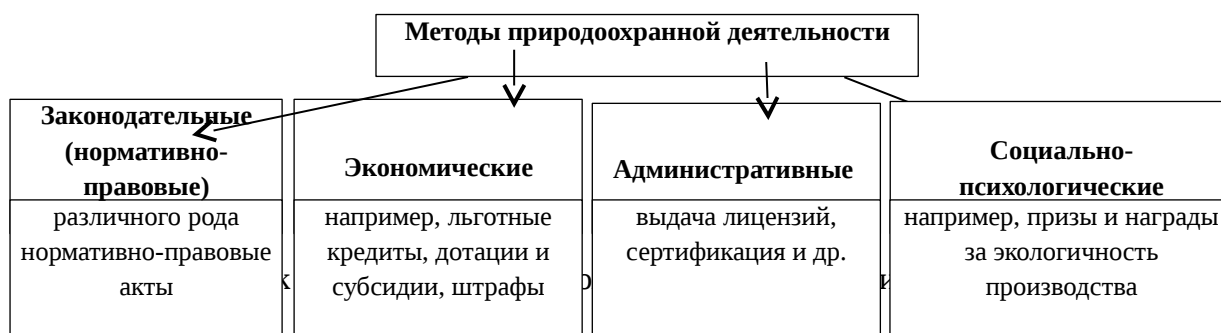 Методы природоохранной деятельности
Законодательные
(нормативно-
правовые)
различного рода
нормативно-правовые
акты
Экономические
например, льготные
кредиты, дотации и
субсидии, штрафы
Административные
выдача лицензий,
сертификация и др.
Социально-
психологические
например, призы и награды
за экологичность
производства